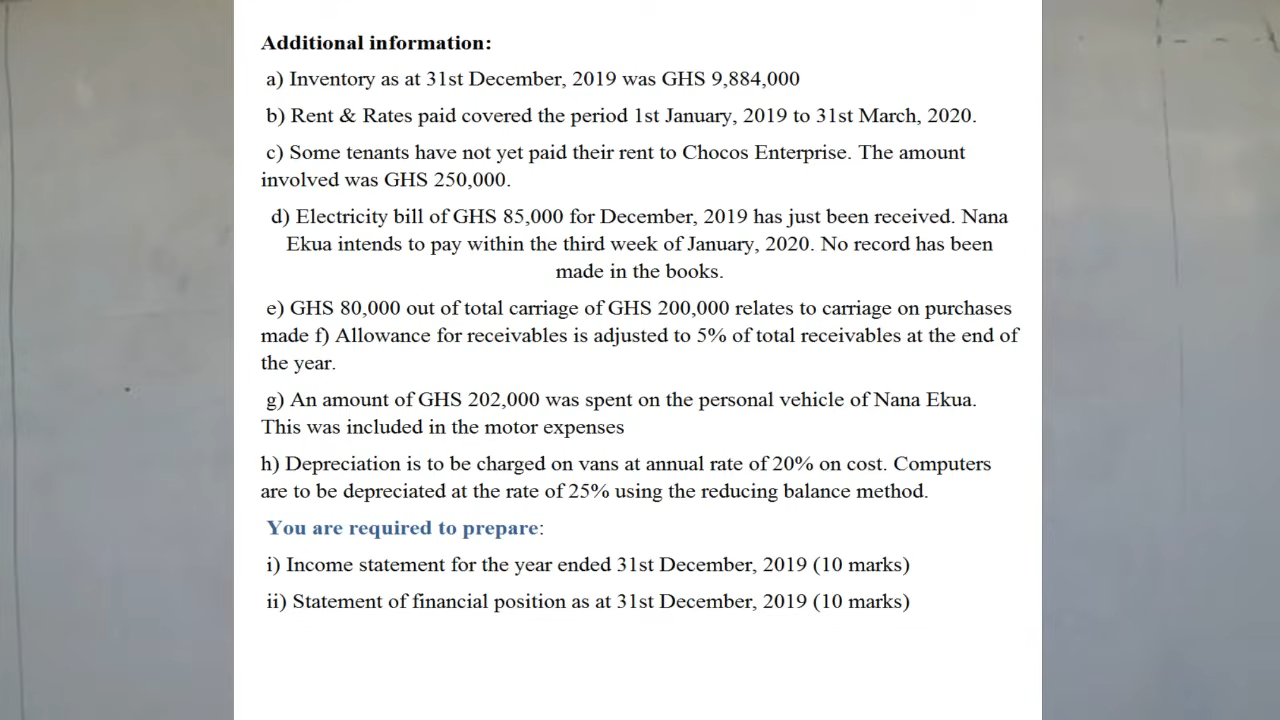 Additional information:
a) Inventory as at 31st December, 2019 was GHS 9,884,000
b) Rent & Rates paid covered the period 1st January, 2019 to 31st March, 2020.
c) Some tenants have not yet paid their rent to Chocos Enterprise. The amount
involved was GHS 250,000.
d) Electricity bill of GHS 85,000 for December, 2019 has just been received. Nana
Ekua intends to pay within the third week of January, 2020. No record has been
made in the books.
e) GHS 80,000 out of total carriage of GHS 200,000 relates to carriage on purchases
made f) Allowance for receivables is adjusted to 5% of total receivables at the end of
the year.
g) An amount of GHS 202,000 was spent on the personal vehicle of Nana Ekua.
This was included in the motor expenses
h) Depreciation is to be charged on vans at annual rate of 20% on cost. Computers
are to be depreciated at the rate of 25% using the reducing balance method.
You are required to prepare:
i) Income statement for the year ended 31st December, 2019 (10 marks)
ii) Statement of financial position as at 31st December, 2019 (10 marks)